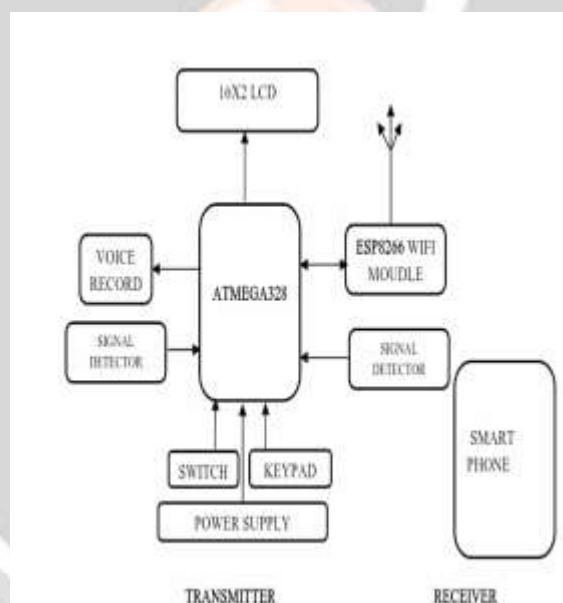 16X2 LCD
ESP8266 WIFI
MOUDLE
VOICE
RECORD
ATMEGA328
SIGNAL
DETECTOR
SIGNAL
DETECTOR
SMART
PHONE
SWITCH
KEYPAD
POWER SUPPLY
TRANSMITTER
RECEIVER